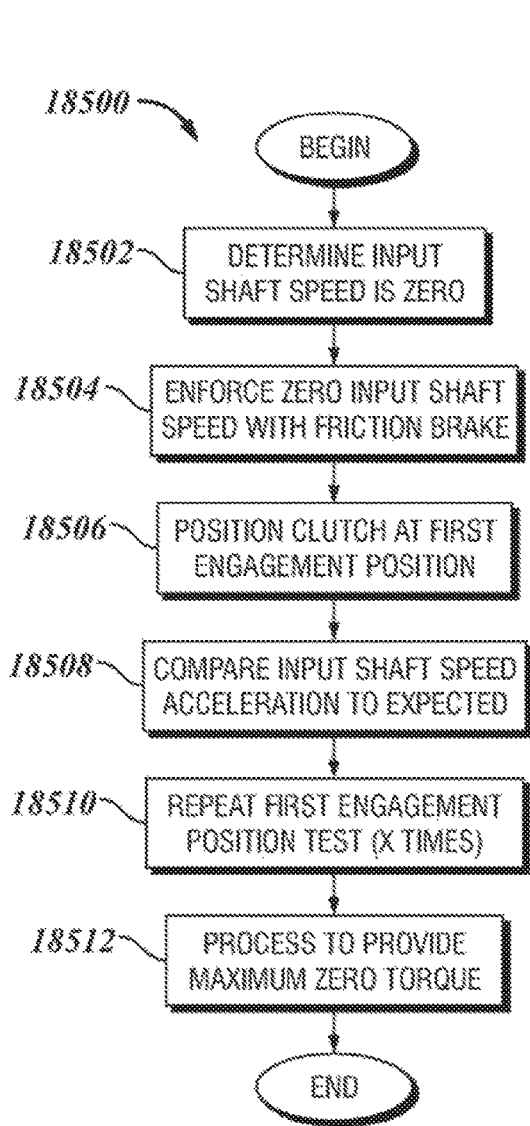 18500
BEGIN
18502
DETERMINE INPUT
SHAFT SPEED IS ZERO
18504
ENFORCE ZERO INPUT SHAFT
SPEED WITH FRICTION BRAKE
18506
POSITION CLUTCH AT FIRST
ENGAGEMENT POSITION
18508
COMPARE INPUT SHAFT SPEED
ACCELERATION TO EXPECTED
18510
REPEAT FIRST ENGAGEMENT
POSITION TEST (X TIMES)
18512
PROCESS TO PROVIDE
MAXIMUM ZERO TORQUE
END